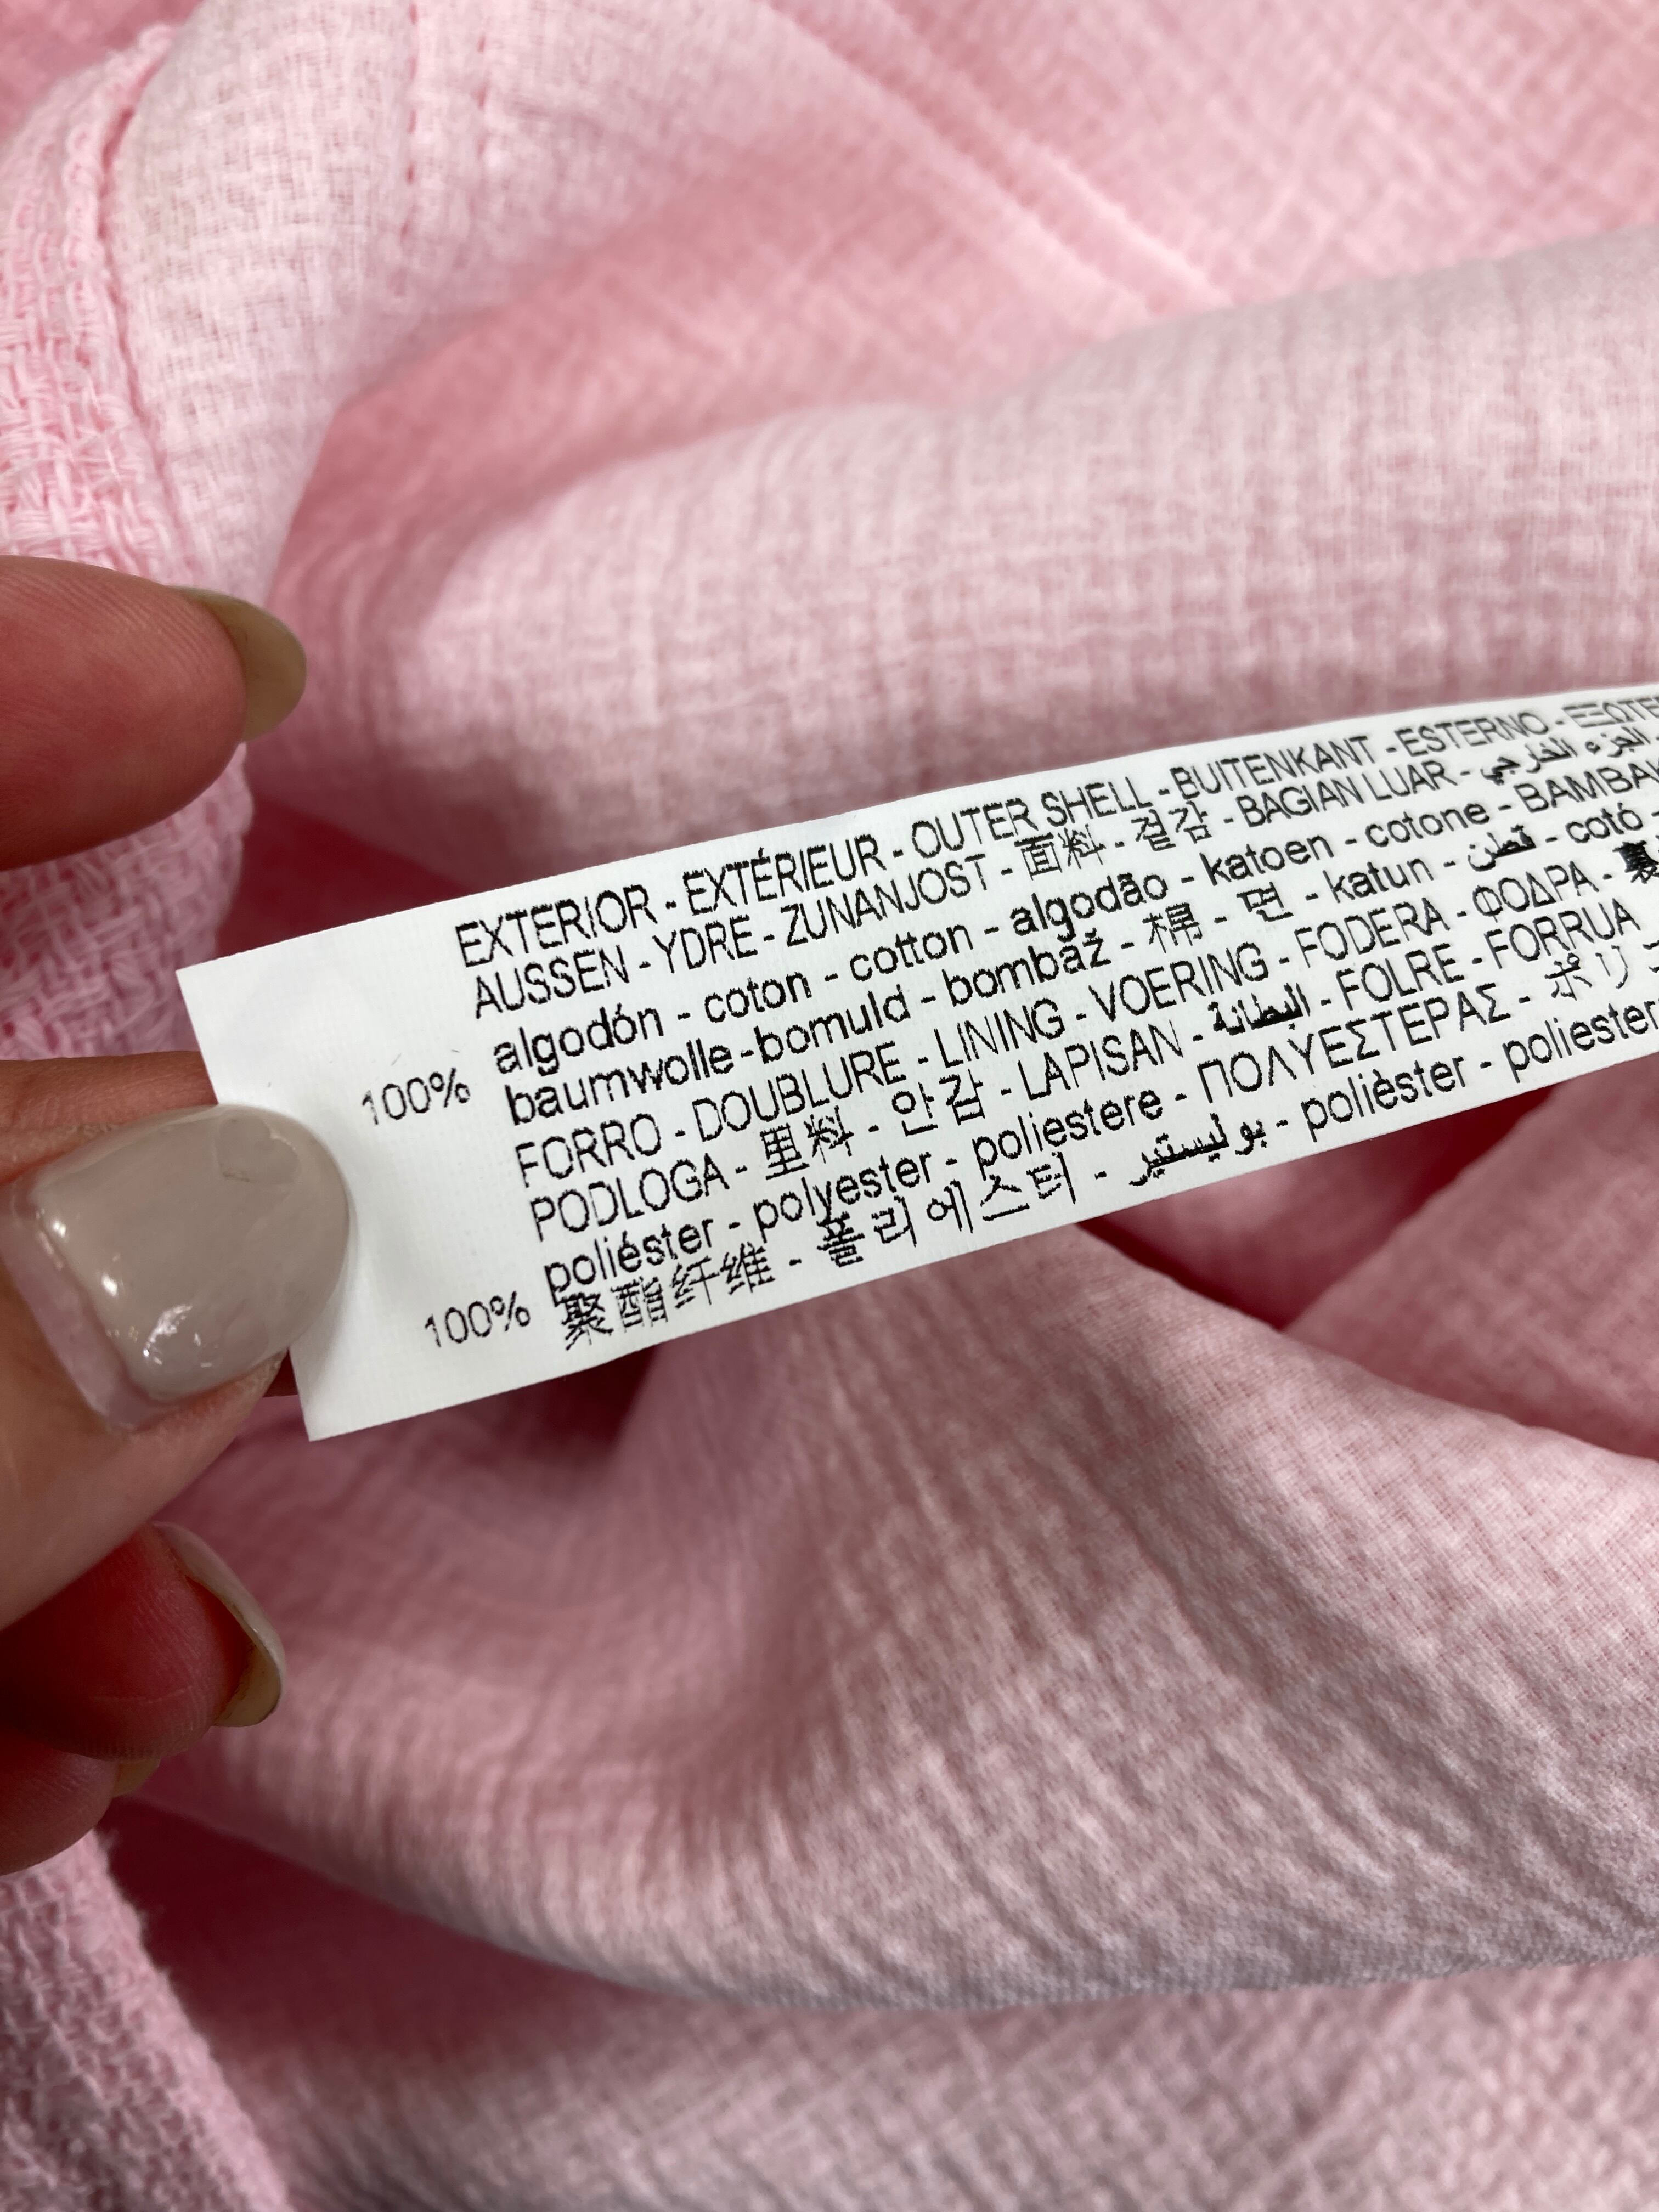 EXTERIOR - EXTÉRIEUR - OUTER SHELL - BUITENKANT - ESTERNO -
AUSSEN - YDRE - ZUNANJOST - 面料 - 겉감 - BAGIAN LUAR - الجزء الخارجي -
100% algodón - coton - cotton - algodão - katoen - cotone -
baumwolle - bomuld - bombaž - 棉 - 면 - katun - قطن - cotó -
FORRO - DOUBLURE - LINING - VOERING - FODERA - ΦΟΔΡΑ -
PODLOGA - 里料 - 안감 - LAPISAN - البطانة - FOLRE - FORRUA
100% poliéster - polyester - poliestere - ΠΟΛΥΕΣΤΕΡΑΣ -
聚酯纤维 - 폴리에스터 - بوليستير - polièster - poliester